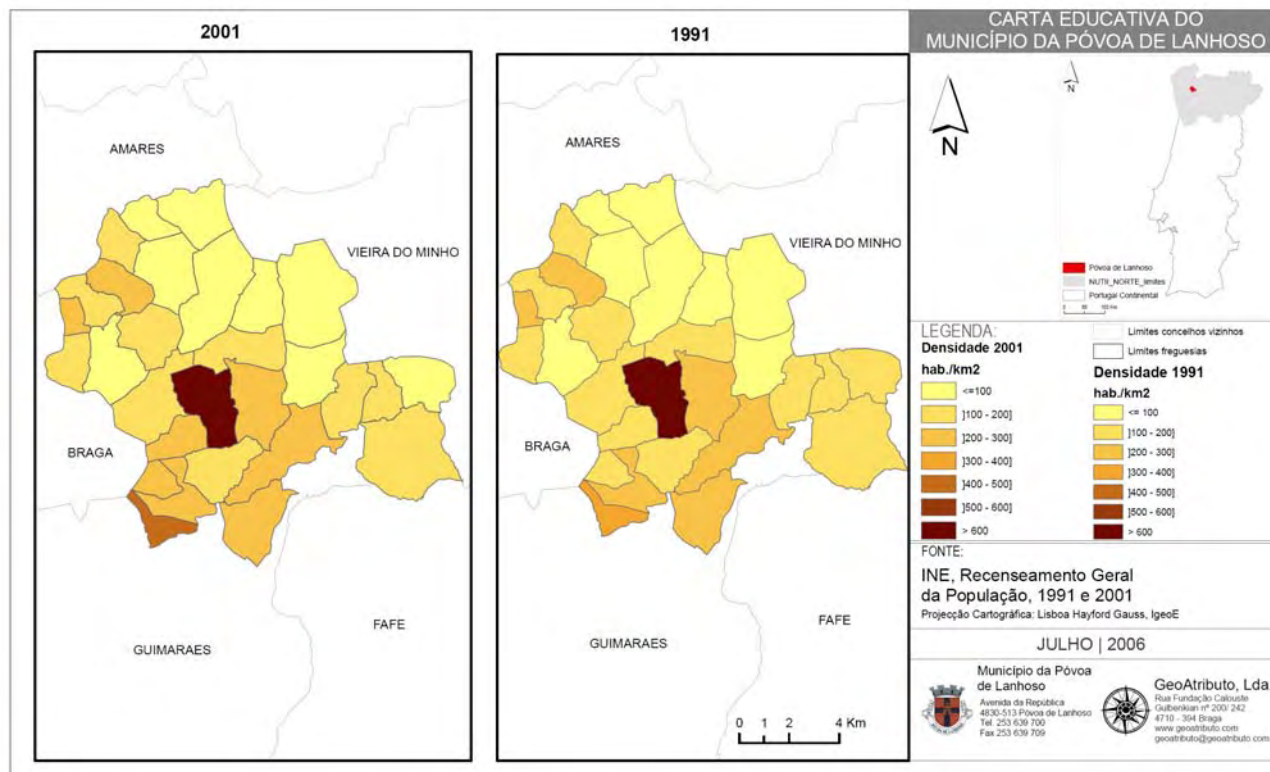 2001
1991
AMARES
VIEIRA DO MINHO
BRAGA
GUIMARAES
FAFE
AMARES
VIEIRA DO MINHO
BRAGA
GUIMARAES
FAFE
0 1 2 4 Km
CARTA EDUCATIVA DO
MUNICÍPIO DA PÓVOA DE LANHOSO
N
N
Póvoa de Lanhoso
NUTII_NORTE_limites
Portugal Continental
LEGENDA:
Densidade 2001
hab./km2
<=100
]100 - 200]
]200 - 300]
]300 - 400]
]400 - 500]
]500 - 600]
> 600
Limites concelhos vizinhos
Limites freguesias
Densidade 1991
hab./km2
<= 100
]100 - 200]
]200 - 300]
]300 - 400]
]400 - 500]
]500 - 600]
> 600
FONTE:
INE, Recenseamento Geral
da População, 1991 e 2001
Projecção Cartográfica: Lisboa Hayford Gauss, IgeoE
JULHO | 2006
Município da Póvoa
de Lanhoso
Avenida da República
4830-513 Póvoa de Lanhoso
Tel. 253 639 700
Fax 253 639 709
GeoAtributo, Lda
Rua Fundação Calouste
Gulbenkian nº 200/ 242
4710 - 394 Braga
www.geoatributo.com
geoatributo@geoatributo.com